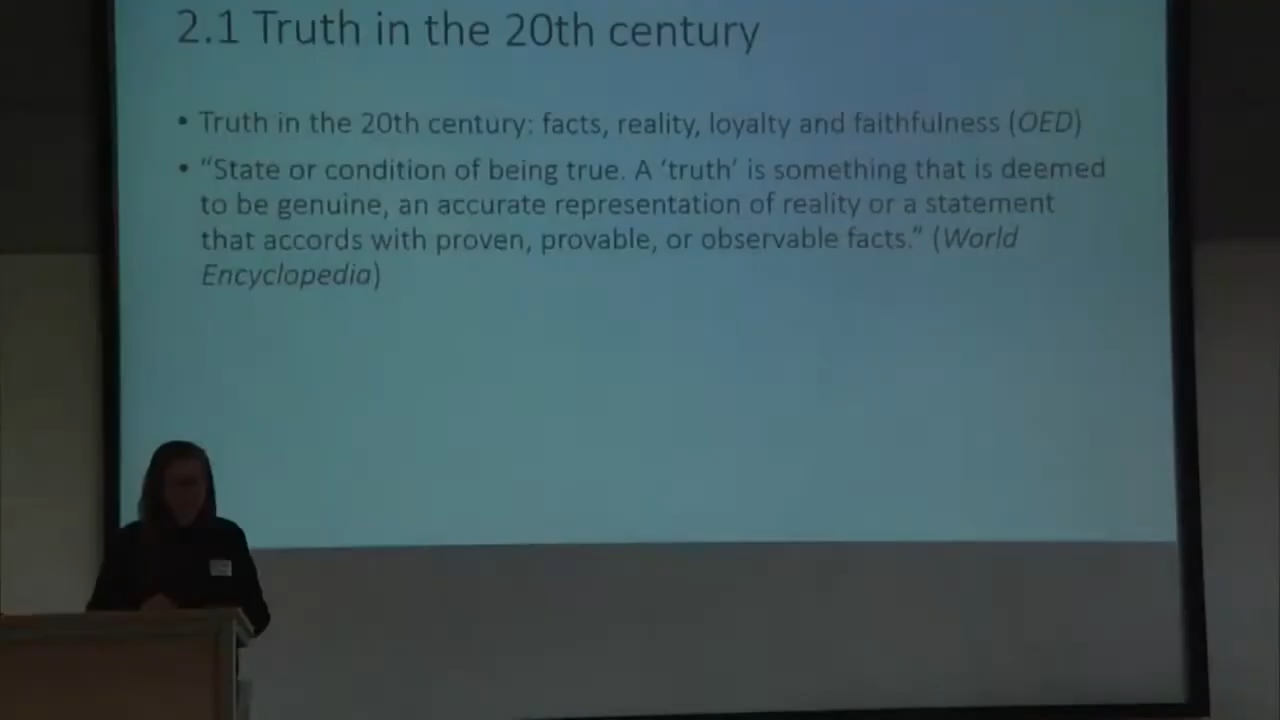 2.1 Truth in the 20th century
• Truth in the 20th century: facts, reality, loyalty and faithfulness (OED)
• “State or condition of being true. A ‘truth’ is something that is deemed
to be genuine, an accurate representation of reality or a statement
that accords with proven, provable, or observable facts.” (World
Encyclopedia)